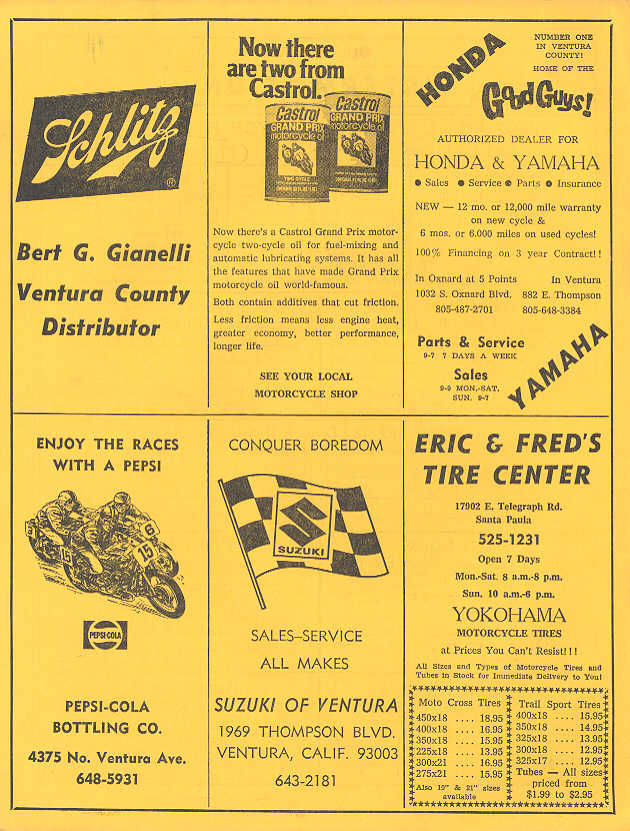 Schlitz
®
Bert G. Gianelli
Ventura County
Distributor
Now there
are two from
Castrol.
Castrol
GRAND PRIX
motorcycle oil
Castrol
GRAND PRIX
motorcycle oil
Now there's a Castrol Grand Prix motor-
cycle two-cycle oil for fuel-mixing and
automatic lubricating systems. It has all
the features that have made Grand Prix
motorcycle oil world-famous.
Both contain additives that cut friction.
Less friction means less engine heat,
greater economy, better performance,
longer life.
SEE YOUR LOCAL
MOTORCYCLE SHOP
HONDA
NUMBER ONE
IN VENTURA
COUNTY!
HOME OF THE
Good Guys!
AUTHORIZED DEALER FOR
HONDA & YAMAHA
● Sales ● Service ● Parts ● Insurance
NEW — 12 mo. or 12,000 mile warranty
on new cycle &
6 mos. or 6.000 miles on used cycles!
100% Financing on 3 year Contract!!
In Oxnard at 5 Points
1032 S. Oxnard Blvd.
805-487-2701
In Ventura
882 E. Thompson
805-648-3384
Parts & Service
9-7 7 DAYS A WEEK
Sales
9-9 MON.-SAT.
SUN. 9-7
YAMAHA
ENJOY THE RACES
WITH A PEPSI
15
15
6
PEPSI-COLA
PEPSI-COLA
BOTTLING CO.
4375 No. Ventura Ave.
648-5931
CONQUER BOREDOM
SUZUKI
SALES–SERVICE
ALL MAKES
SUZUKI OF VENTURA
1969 THOMPSON BLVD.
VENTURA, CALIF. 93003
643-2181
ERIC & FRED'S
TIRE CENTER
17902 E. Telegraph Rd.
Santa Paula
525-1231
Open 7 Days
Mon.-Sat. 8 a.m.-8 p.m.
Sun. 10 a.m.-6 p.m.
YOKOHAMA
MOTORCYCLE TIRES
at Prices You Can't Resist!!!
All Sizes and Types of Motorcycle Tires and
Tubes in Stock for Immediate Delivery to You!
Moto Cross Tires
450x18 .... 18.95
400x18 .... 16.95
350x18 .... 15.95
225x18 .... 13.95
300x21 .... 16.95
275x21 .... 15.95
Also 19" & 21" sizes
available
Trail Sport Tires
400x18 .... 15.95
350x18 .... 14.95
325x18 .... 13.95
300x18 .... 12.95
325x17 .... 12.95
Tubes — All sizes
priced from
$1.99 to $2.95